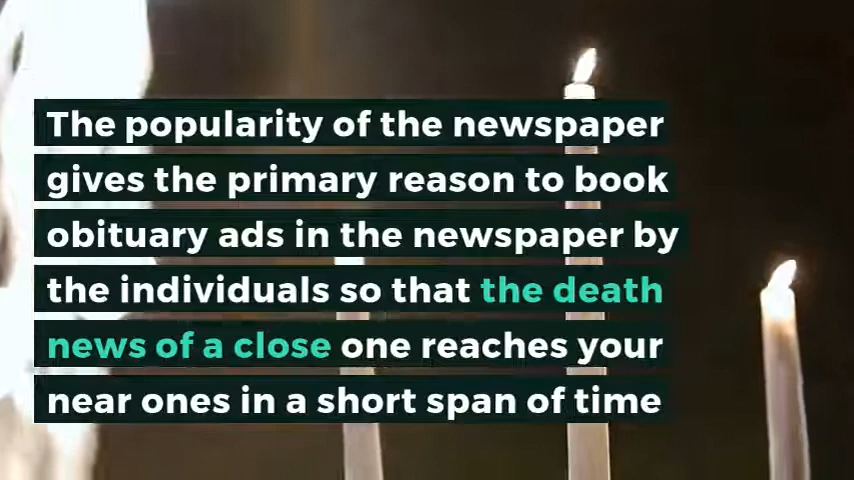 The popularity of the newspaper
gives the primary reason to book
obituary ads in the newspaper by
the individuals so that the death
news of a close one reaches your
near ones in a short span of time